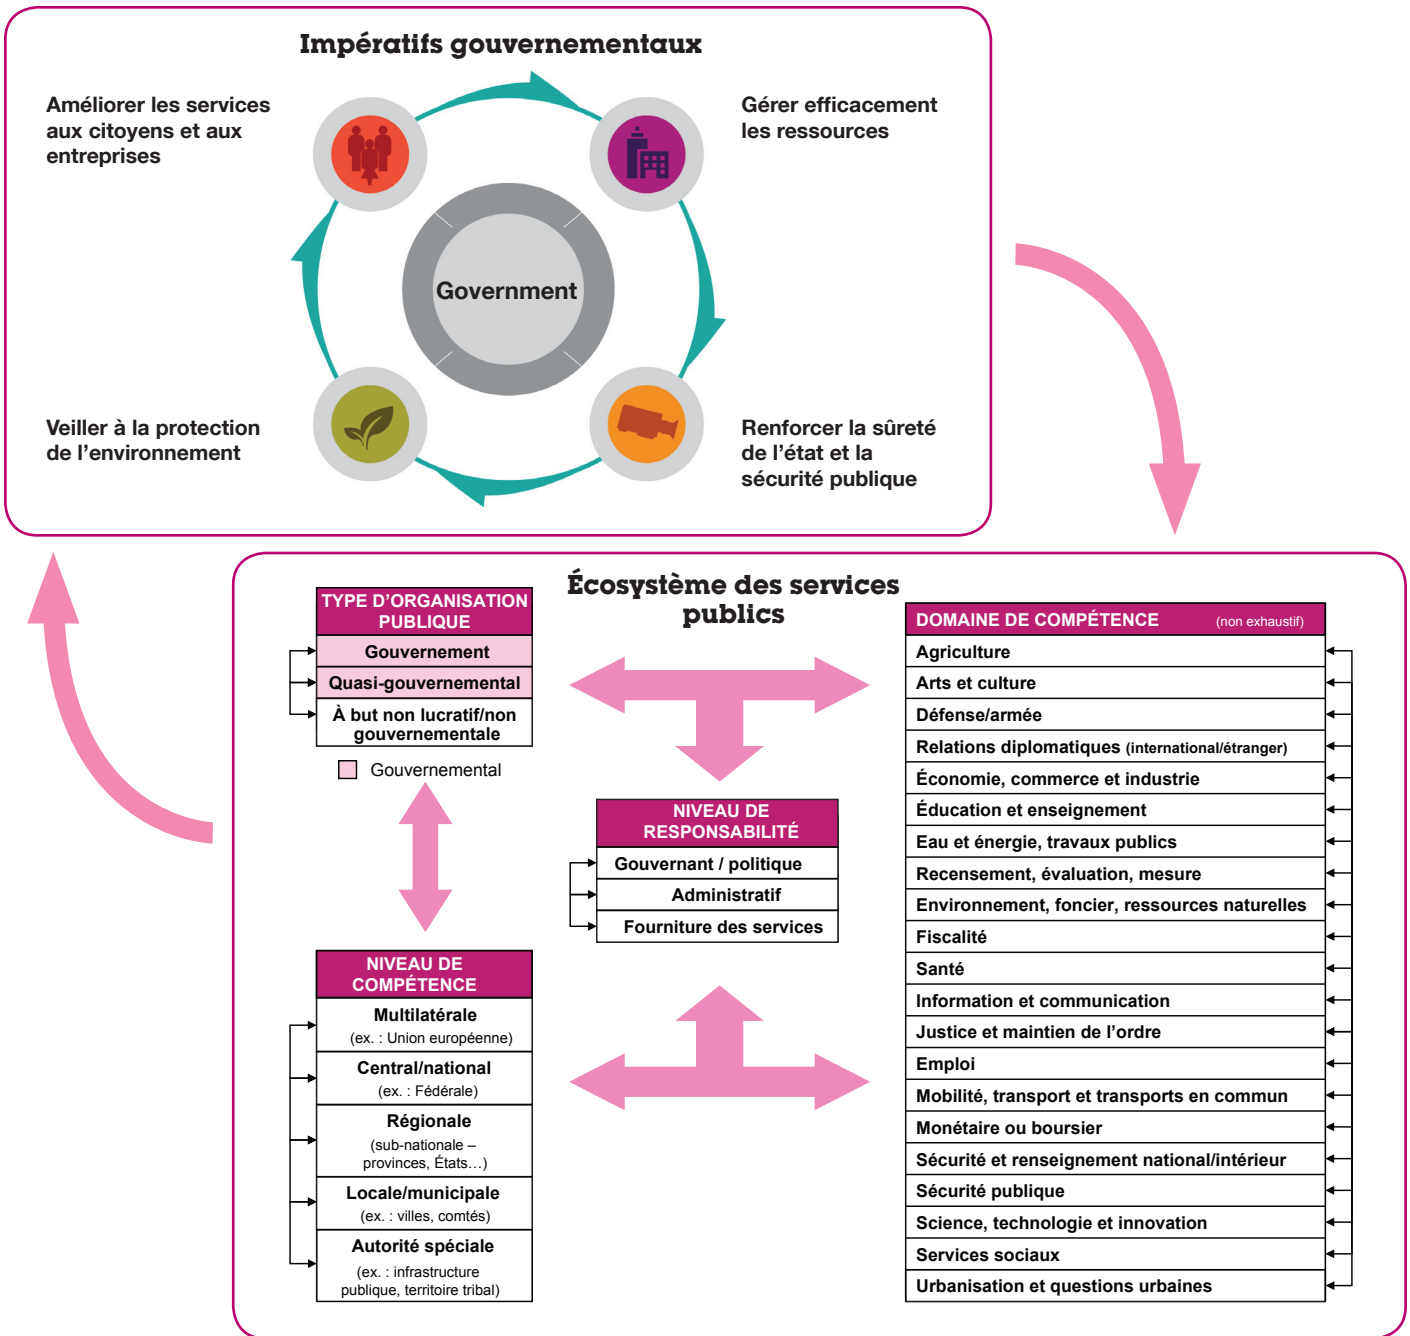 Impératifs gouvernementaux
Améliorer les services
aux citoyens et aux
entreprises
Gérer efficacement
les ressources
Government
Veiller à la protection
de l'environnement
Renforcer la sûreté
de l'état et la
sécurité publique
Écosystème des services
publics
TYPE D'ORGANISATION
PUBLIQUE
Gouvernement
Quasi-gouvernemental
À but non lucratif/non
gouvernementale
Gouvernemental
NIVEAU DE
RESPONSABILITÉ
Gouvernant / politique
Administratif
Fourniture des services
NIVEAU DE
COMPÉTENCE
Multilatérale
(ex. : Union européenne)
Central/national
(ex. : Fédérale)
Régionale
(sub-nationale –
provinces, États…)
Locale/municipale
(ex. : villes, comtés)
Autorité spéciale
(ex. : infrastructure
publique, territoire tribal)
DOMAINE DE COMPÉTENCE (non exhaustif)
Agriculture
Arts et culture
Défense/armée
Relations diplomatiques (international/étranger)
Économie, commerce et industrie
Éducation et enseignement
Eau et énergie, travaux publics
Recensement, évaluation, mesure
Environnement, foncier, ressources naturelles
Fiscalité
Santé
Information et communication
Justice et maintien de l'ordre
Emploi
Mobilité, transport et transports en commun
Monétaire ou boursier
Sécurité et renseignement national/intérieur
Sécurité publique
Science, technologie et innovation
Services sociaux
Urbanisation et questions urbaines